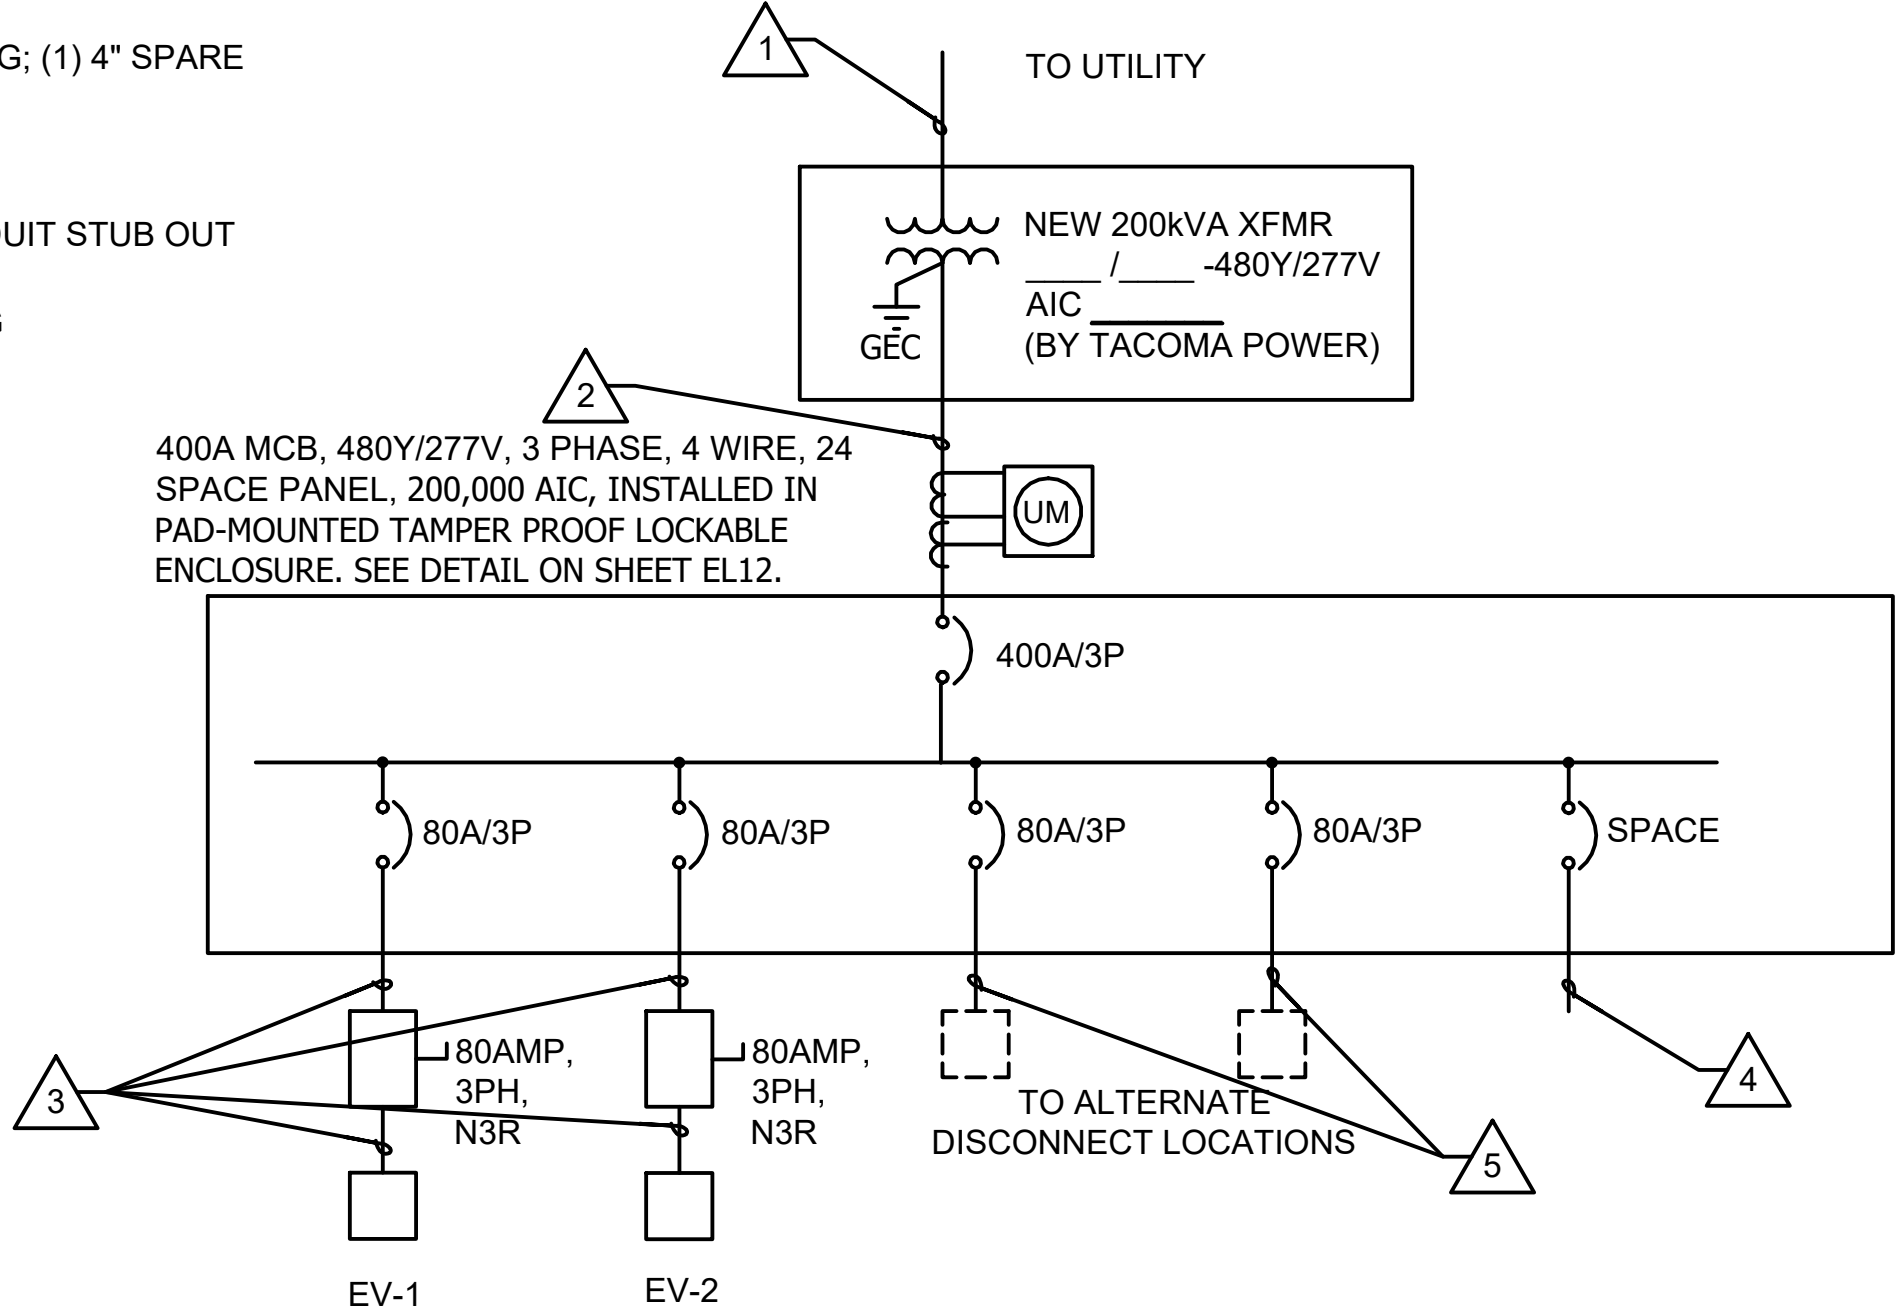 G; (1) 4" SPARE
1
TO UTILITY
UIT STUB OUT
NEW 200kVA XFMR
____ /____ -480Y/277V
AIC _______
(BY TACOMA POWER)
GEC
2
400A MCB, 480Y/277V, 3 PHASE, 4 WIRE, 24
SPACE PANEL, 200,000 AIC, INSTALLED IN
PAD-MOUNTED TAMPER PROOF LOCKABLE
ENCLOSURE. SEE DETAIL ON SHEET EL12.
UM
400A/3P
80A/3P
80A/3P
80A/3P
80A/3P
SPACE
80AMP,
3PH,
N3R
80AMP,
3PH,
N3R
3
TO ALTERNATE
DISCONNECT LOCATIONS
4
5
EV-1
EV-2